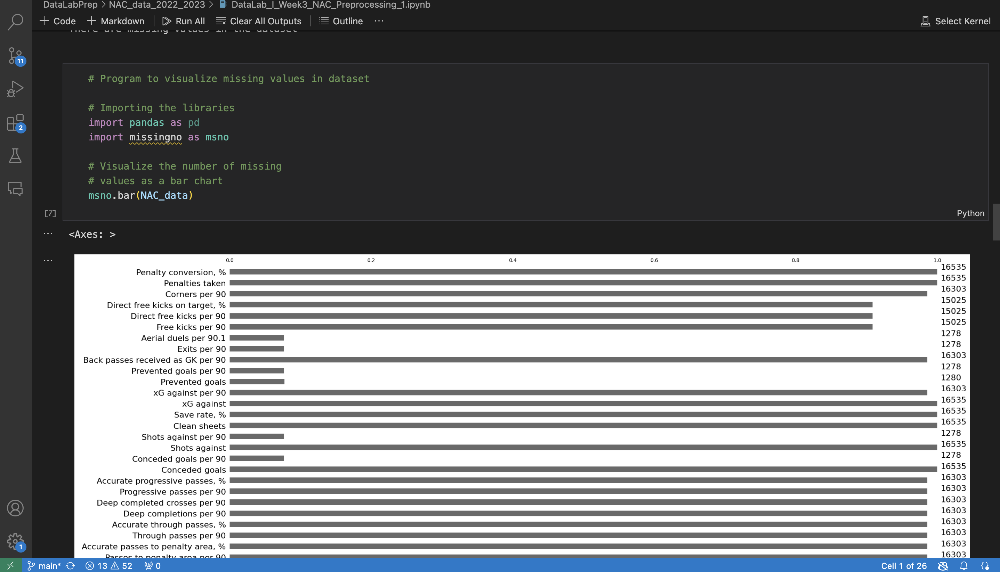 DataLabPrep > NAC_data_2022_2023 > DataLab_I_Week3_NAC_Preprocessing_1.ipynb
+ Code + Markdown Run All Clear All Outputs Outline ... Select Kernel
There are missing values in the dataset
11
2
# Program to visualize missing values in dataset
# Importing the libraries
import pandas as pd
import missingno as msno
# Visualize the number of missing
# values as a bar chart
msno.bar(NAC_data)
[7] Python
... <Axes: >
...
0.0 0.2 0.4 0.6 0.8 1.0
Penalty conversion, % 16535
Penalties taken 16535
Corners per 90 16303
Direct free kicks on target, % 15025
Direct free kicks per 90 15025
Free kicks per 90 15025
Aerial duels per 90.1 1278
Exits per 90 1278
Back passes received as GK per 90 16303
Prevented goals per 90 1278
Prevented goals 1280
xG against per 90 16303
xG against 16535
Save rate, % 16535
Clean sheets 16535
Shots against per 90 1278
Shots against 16535
Conceded goals per 90 1278
Conceded goals 16535
Accurate progressive passes, % 16303
Progressive passes per 90 16303
Deep completed crosses per 90 16303
Deep completions per 90 16303
Accurate through passes, % 16303
Through passes per 90 16303
Accurate passes to penalty area, % 16303
Passes to penalty area per 90 16303
1
main* 13 52 0 Cell 1 of 26